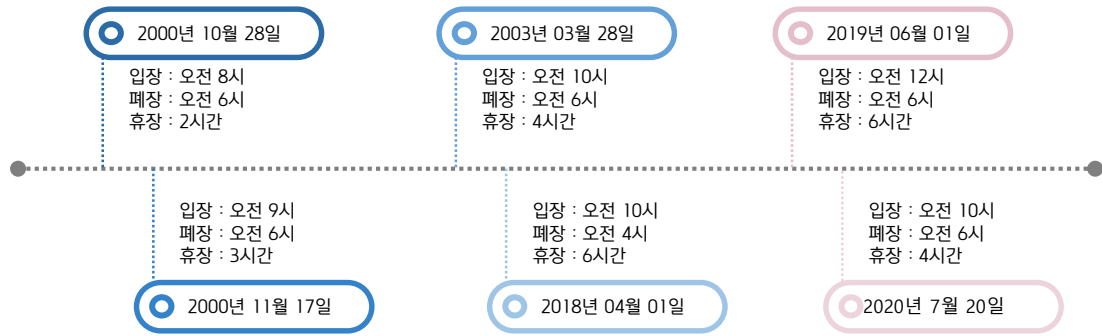 2000년 10월 28일
입장 : 오전 8시
폐장 : 오전 6시
휴장 : 2시간
2003년 03월 28일
입장 : 오전 10시
폐장 : 오전 6시
휴장 : 4시간
2019년 06월 01일
입장 : 오전 12시
폐장 : 오전 6시
휴장 : 6시간
입장 : 오전 9시
폐장 : 오전 6시
휴장 : 3시간
2000년 11월 17일
입장 : 오전 10시
폐장 : 오전 4시
휴장 : 6시간
2018년 04월 01일
입장 : 오전 10시
폐장 : 오전 6시
휴장 : 4시간
2020년 7월 20일